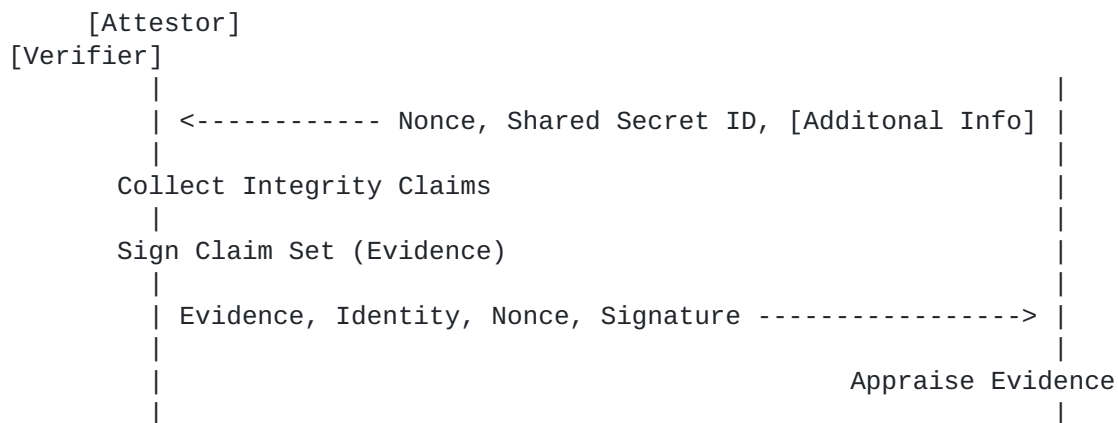 [Attestor]
[Verifier]
<------------ Nonce, Shared Secret ID, [Additonal Info]
Collect Integrity Claims
Sign Claim Set (Evidence)
Evidence, Identity, Nonce, Signature ----------------->
Appraise Evidence